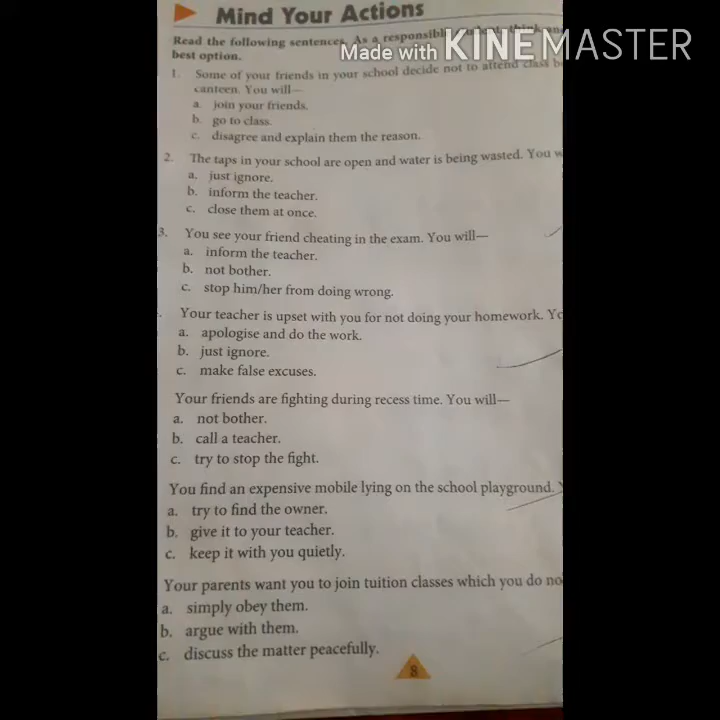 Mind Your Actions
Read the following sentences. As a responsible student, think and
best option.
Made with KINEMASTER
1. Some of your friends in your school decide not to attend class
canteen. You will—
a. join your friends.
b. go to class.
c. disagree and explain them the reason.
2. The taps in your school are open and water is being wasted. You
a. just ignore.
b. inform the teacher.
c. close them at once.
3. You see your friend cheating in the exam. You will—
a. inform the teacher.
b. not bother.
c. stop him/her from doing wrong.
Your teacher is upset with you for not doing your homework.
a. apologise and do the work.
b. just ignore.
c. make false excuses.
Your friends are fighting during recess time. You will—
a. not bother.
b. call a teacher.
c. try to stop the fight.
You find an expensive mobile lying on the school playground.
a. try to find the owner.
b. give it to your teacher.
c. keep it with you quietly.
Your parents want you to join tuition classes which you do
a. simply obey them.
b. argue with them.
c. discuss the matter peacefully.
8